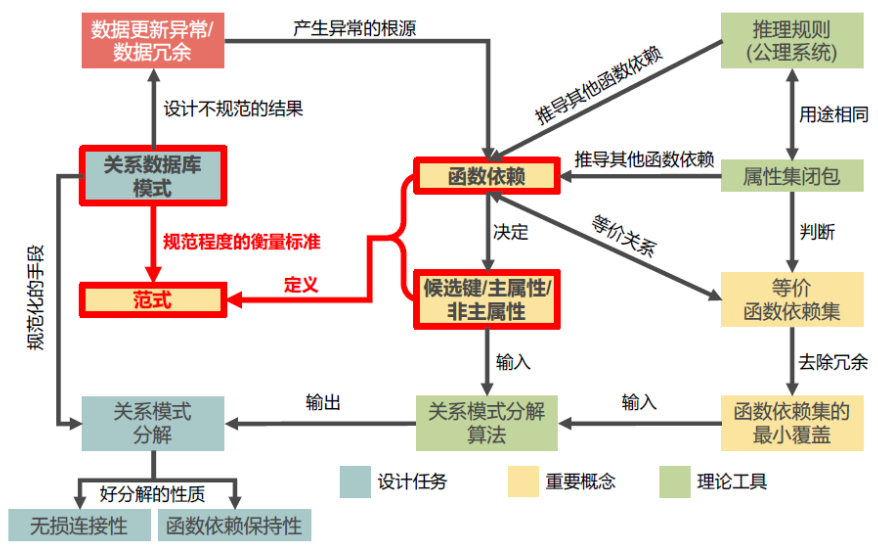 数据更新异常/
数据冗余
产生异常的根源
推理规则
(公理系统)
推导其他函数依赖
设计不规范的结果
用途相同
关系数据库
模式
函数依赖
推导其他函数依赖
属性集闭包
规范程度的衡量标准
决定
等价关系
判断
规范化的手段
范式
定义
候选键/主属性/
非主属性
等价
函数依赖集
输入
去除冗余
关系模式
分解
输出
关系模式分解
算法
输入
函数依赖集的
最小覆盖
好分解的性质
设计任务
重要概念
理论工具
无损连接性
函数依赖保持性